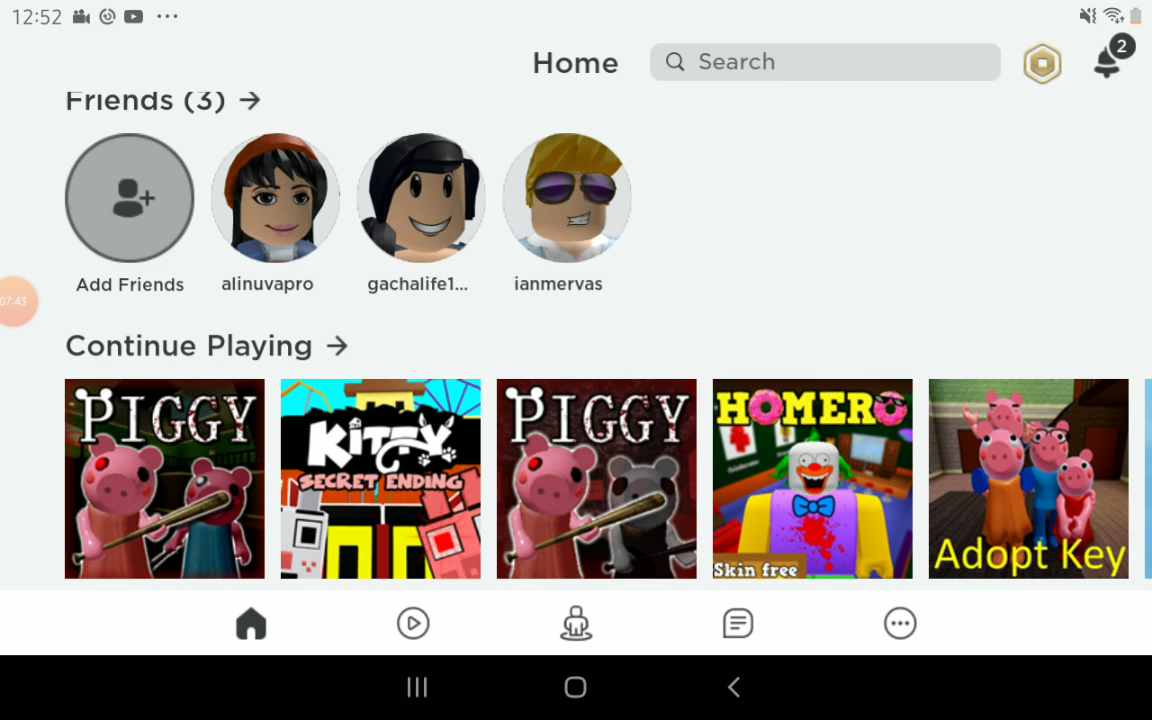 12:52
Home
Search
2
Friends (3)
Add Friends
alinuvapro
gachalife1...
ianmervas
07:43
Continue Playing
PIGGY
KITTY
SECRET ENDING
PIGGY
HOMERO
Skin free
Adopt Key